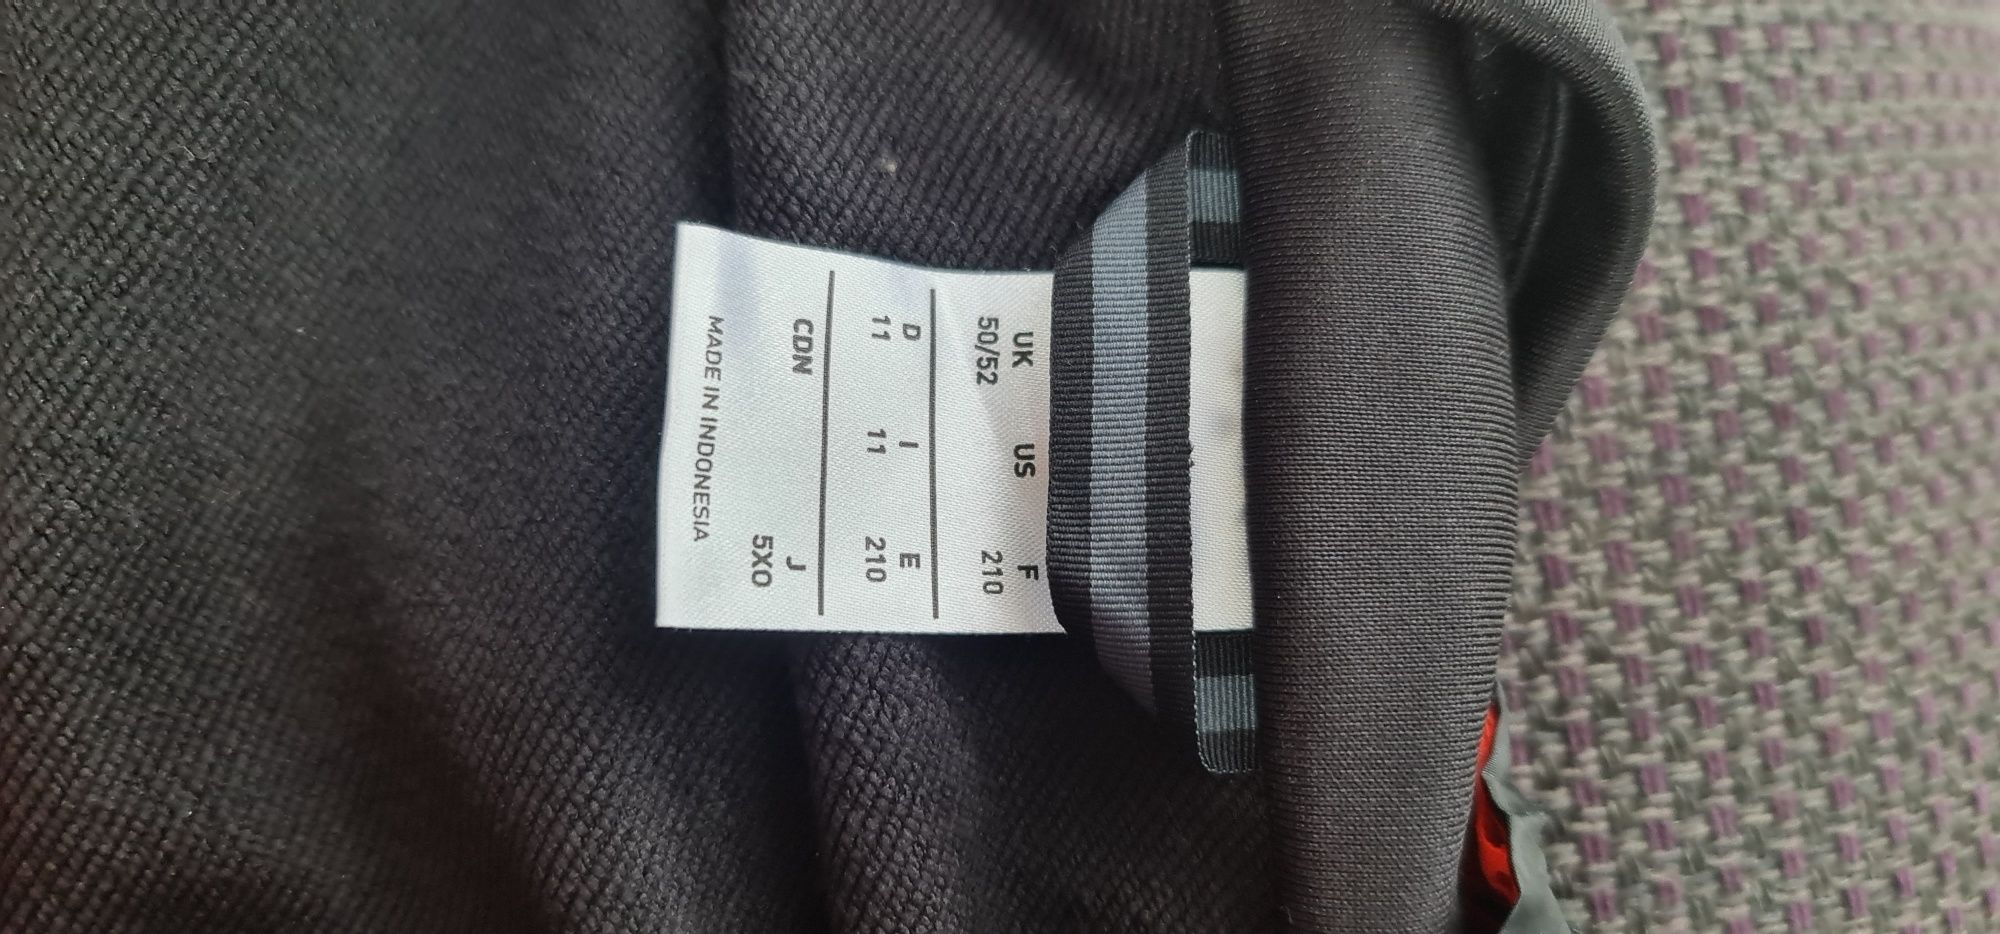 UK US F
50/52 210
D I E
11 11 210
CDN J
5XO
MADE IN INDONESIA